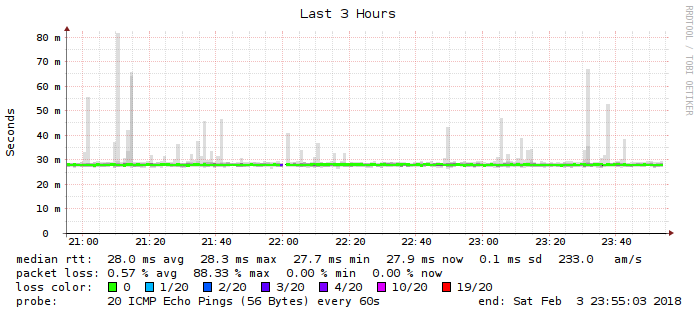 Last 3 Hours
RRDTOOL / TOBI OETIKER
Seconds
80 m
70 m
60 m
50 m
40 m
30 m
20 m
10 m
0
21:00 21:20 21:40 22:00 22:20 22:40 23:00 23:20 23:40
median rtt: 28.0 ms avg 28.3 ms max 27.7 ms min 27.9 ms now 0.1 ms sd 233.0 am/s
packet loss: 0.57 % avg 88.33 % max 0.00 % min 0.00 % now
loss color: 0 1/20 2/20 3/20 4/20 10/20 19/20
probe: 20 ICMP Echo Pings (56 Bytes) every 60s end: Sat Feb 3 23:55:03 2018